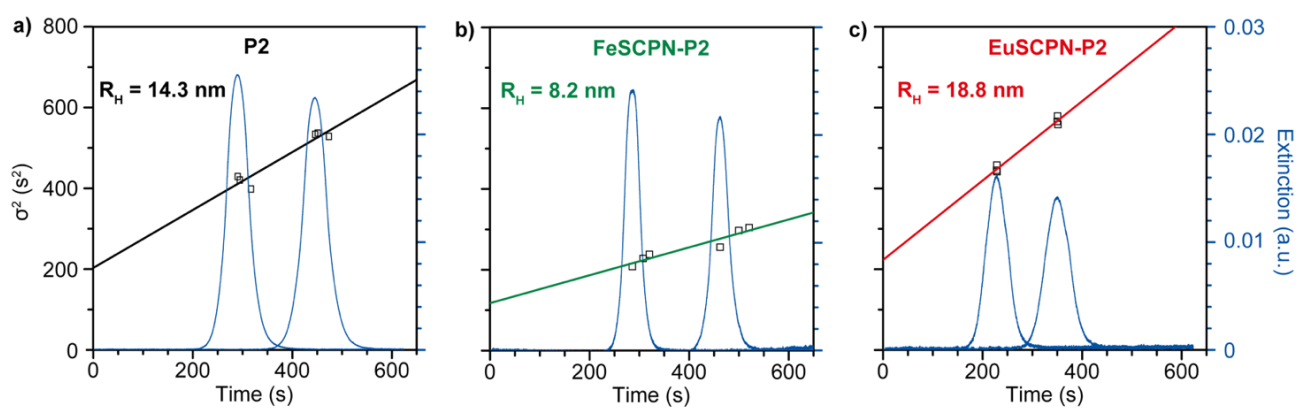 a)
P2
R_H = 14.3 nm
800
600
400
200
0
σ² (s²)
0 200 400 600
Time (s)
b)
FeSCPN-P2
R_H = 8.2 nm
0 200 400 600
Time (s)
c)
EuSCPN-P2
R_H = 18.8 nm
0 200 400 600
Time (s)
0.03
0.02
0.01
0
Extinction (a.u.)